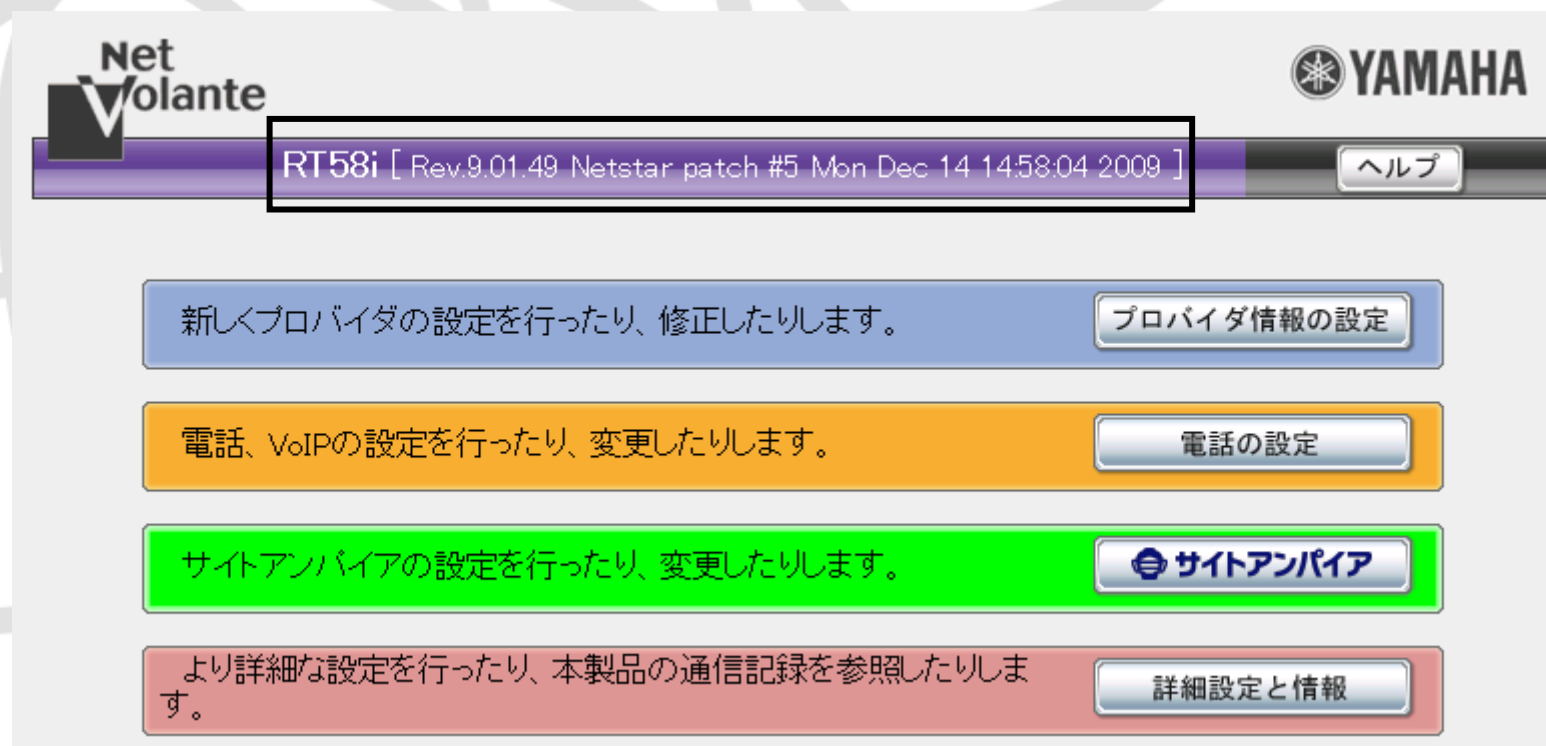 Net
Volante
YAMAHA
RT58i [ Rev.9.01.49 Netstar patch #5 Mon Dec 14 14:58:04 2009 ]
ヘルプ
新しくプロバイダの設定を行ったり、修正したりします。
プロバイダ情報の設定
電話、VoIPの設定を行ったり、変更したりします。
電話の設定
サイトアンパイアの設定を行ったり、変更したりします。
サイトアンパイア
より詳細な設定を行ったり、本製品の通信記録を参照したりしま
す。
詳細設定と情報